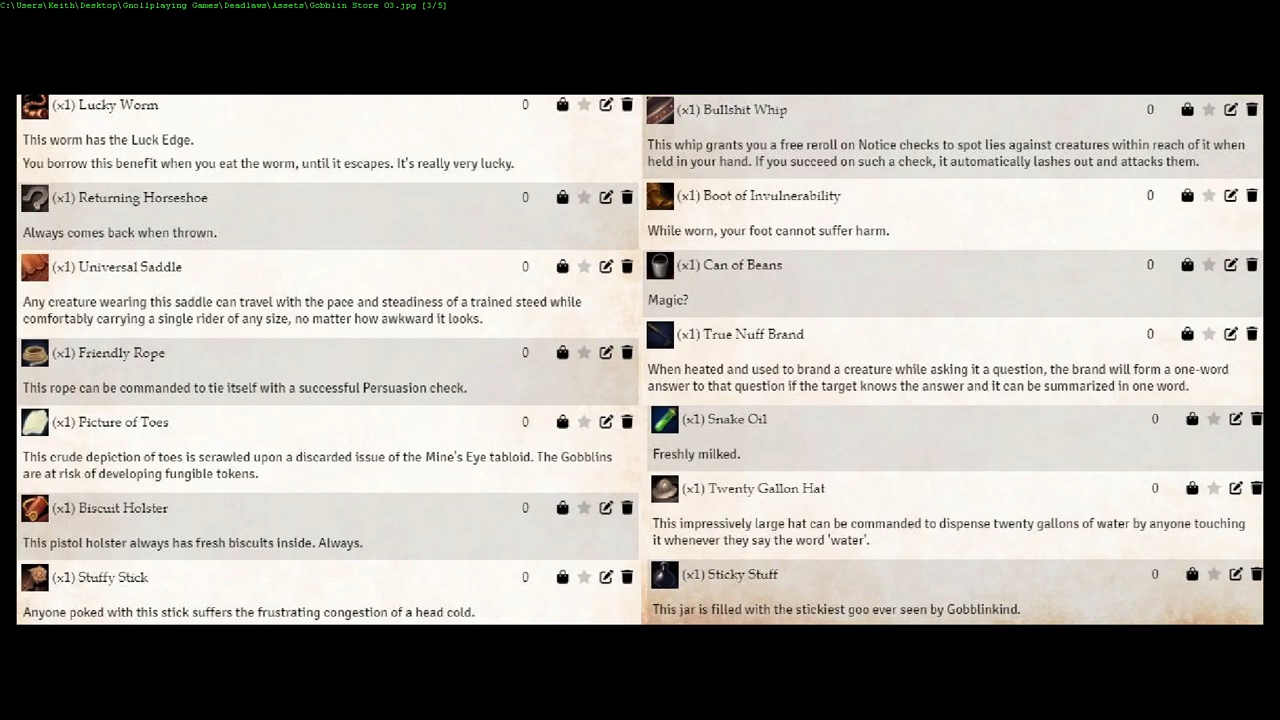 C:\Users\Keith\Desktop\Gnollplaying Games\Deadlaws\Assets\Gobblin Store 03.jpg [3/5]
(x1) Lucky Worm 0
This worm has the Luck Edge.
You borrow this benefit when you eat the worm, until it escapes. It's really very lucky.
(x1) Returning Horseshoe 0
Always comes back when thrown.
(x1) Universal Saddle 0
Any creature wearing this saddle can travel with the pace and steadiness of a trained steed while
comfortably carrying a single rider of any size, no matter how awkward it looks.
(x1) Friendly Rope 0
This rope can be commanded to tie itself with a successful Persuasion check.
(x1) Picture of Toes 0
This crude depiction of toes is scrawled upon a discarded issue of the Mine's Eye tabloid. The Gobblins
are at risk of developing fungible tokens.
(x1) Biscuit Holster 0
This pistol holster always has fresh biscuits inside. Always.
(x1) Stuffy Stick 0
Anyone poked with this stick suffers the frustrating congestion of a head cold.
(x1) Bullshit Whip 0
This whip grants you a free reroll on Notice checks to spot lies against creatures within reach of it when
held in your hand. If you succeed on such a check, it automatically lashes out and attacks them.
(x1) Boot of Invulnerability 0
While worn, your foot cannot suffer harm.
(x1) Can of Beans 0
Magic?
(x1) True Nuff Brand 0
When heated and used to brand a creature while asking it a question, the brand will form a one-word
answer to that question if the target knows the answer and it can be summarized in one word.
(x1) Snake Oil 0
Freshly milked.
(x1) Twenty Gallon Hat 0
This impressively large hat can be commanded to dispense twenty gallons of water by anyone touching
it whenever they say the word 'water'.
(x1) Sticky Stuff 0
This jar is filled with the stickiest goo ever seen by Gobblinkind.